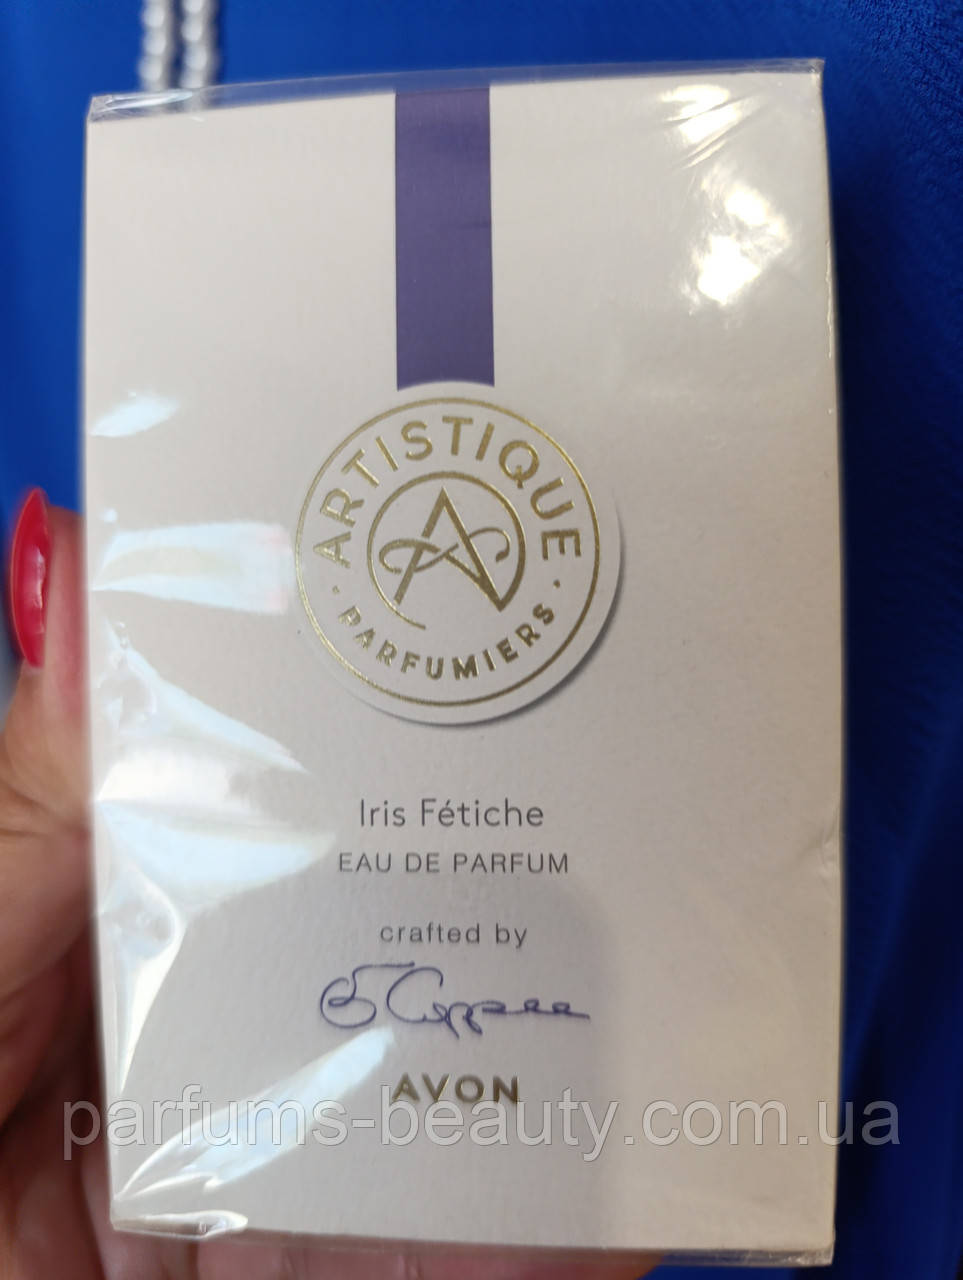 ARTISTIQUE
· PARFUMIERS ·
Iris Fétiche
EAU DE PARFUM
crafted by
AVON
parfums-beauty.com.ua